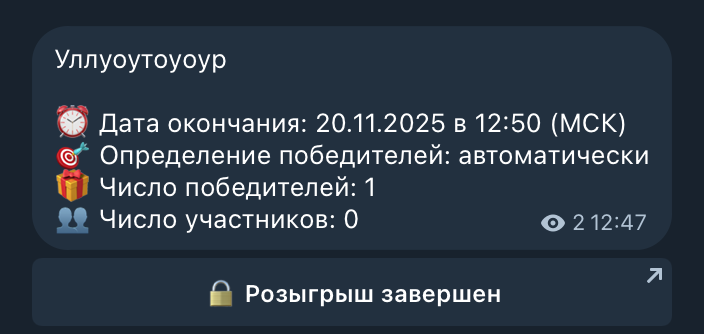 Уллуоутоуоур
Дата окончания: 20.11.2025 в 12:50 (МСК)
Определение победителей: автоматически
Число победителей: 1
Число участников: 0
2 12:47
Розыгрыш завершен